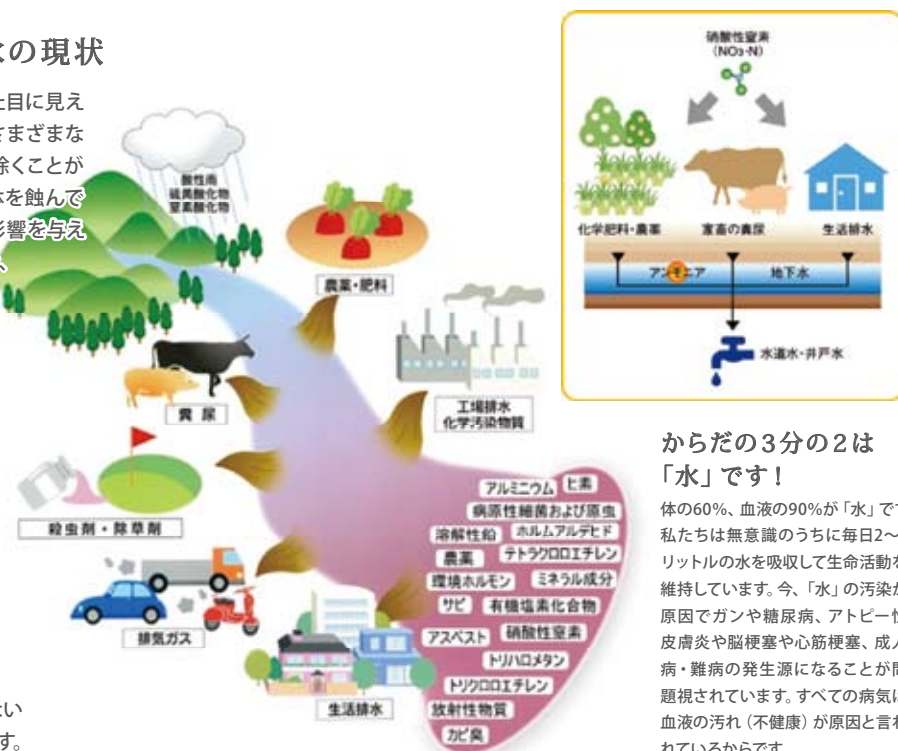 水の現状
目に見え
さまざまな
除くことが
体を蝕んで
影響を与え
酸性雨
硫黄酸化物
窒素酸化物
農薬・肥料
糞 尿
工場排水
化学汚染物質
殺虫剤・除草剤
排気ガス
生活排水
アルミニウム
ヒ素
病原性細菌および原虫
溶解性鉛
ホルムアルデヒド
農薬
テトラクロロエチレン
環境ホルモン
ミネラル成分
サビ
有機塩素化合物
アスベスト
硝酸性窒素
トリハロメタン
トリクロロエチレン
放射性物質
カビ臭
い
す。
硝酸性窒素
(NO3-N)
化学肥料・農薬
家畜の糞尿
生活排水
アンモニア
地下水
水道水・井戸水
からだの3分の2は
「水」です!
体の60%、血液の90%が「水」です
私たちは無意識のうちに毎日2〜
リットルの水を吸収して生命活動を
維持しています。今、「水」の汚染が
原因でガンや糖尿病、アトピー性
皮膚炎や脳梗塞や心筋梗塞、成人
病・難病の発生源になることが問
題視されています。すべての病気は
血液の汚れ(不健康)が原因と言わ
れているからです